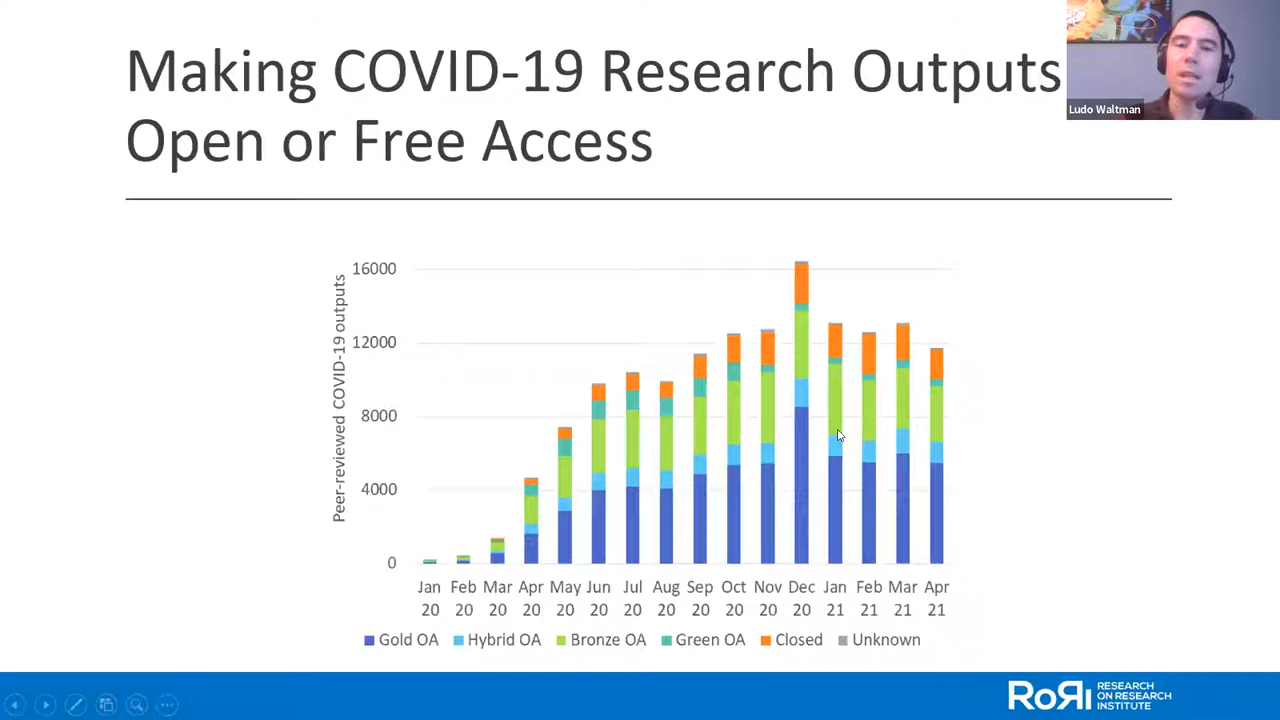 Making COVID-19 Research Outputs
Open or Free Access
Ludo Waltman
Peer-reviewed COVID-19 outputs
16000
12000
8000
4000
0
Jan Feb Mar Apr May Jun Jul Aug Sep Oct Nov Dec Jan Feb Mar Apr
20 20 20 20 20 20 20 20 20 20 20 20 21 21 21 21
Gold OA Hybrid OA Bronze OA Green OA Closed Unknown
RoRI
RESEARCH
ON RESEARCH
INSTITUTE